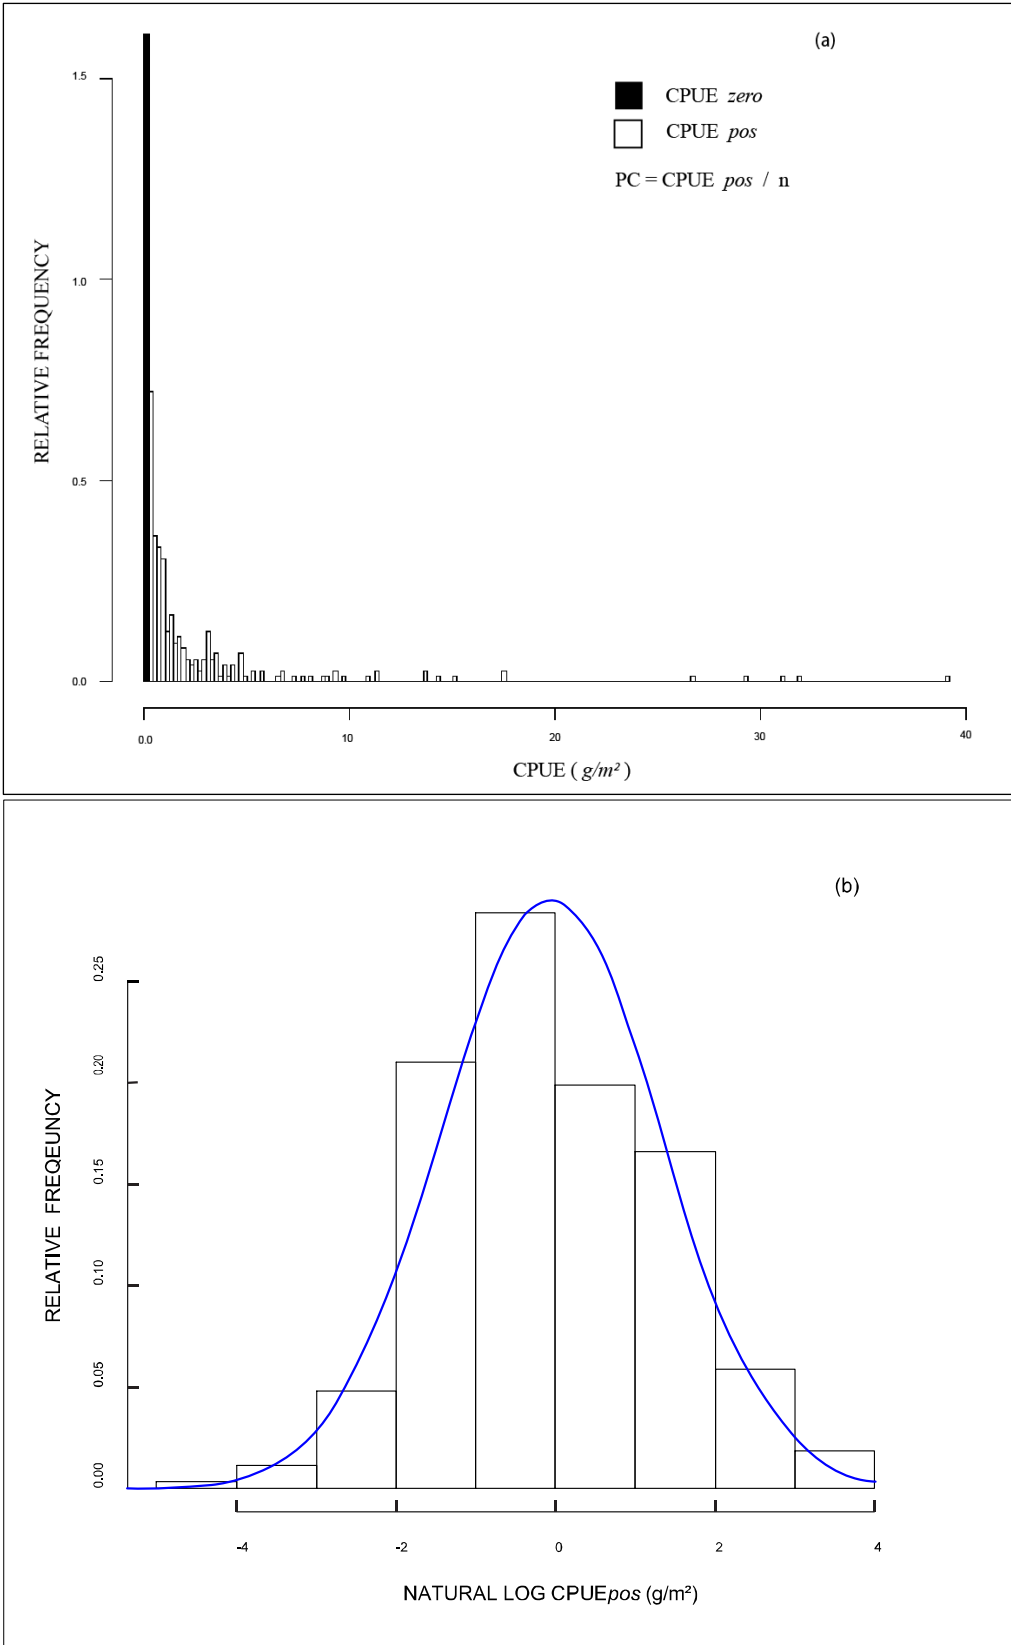 (a)
1.5
CPUE zero
CPUE pos
PC = CPUE pos / n
1.0
RELATIVE FREQUENCY
0.5
0.0
0.0 10 20 30 40
CPUE ( g/m² )
(b)
0.25
0.20
RELATIVE FREQEUNCY
0.15
0.10
0.05
0.00
-4 -2 0 2 4
NATURAL LOG CPUEpos (g/m²)